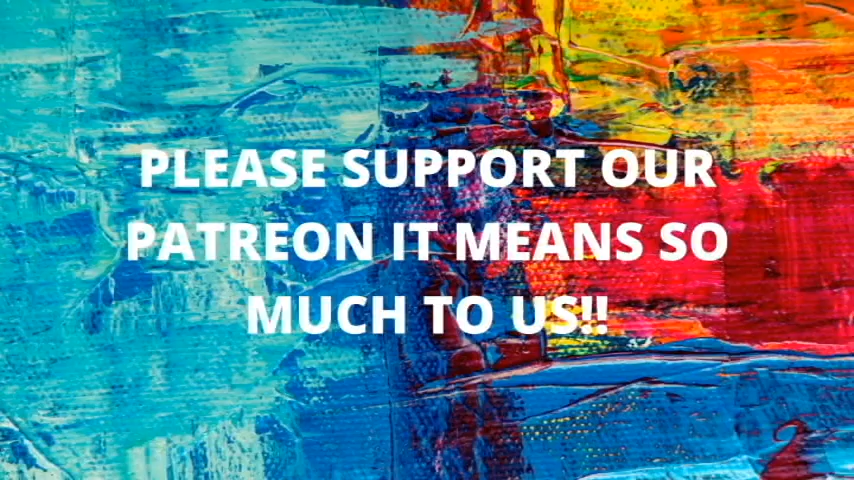 PLEASE SUPPORT OUR
PATREON IT MEANS SO
MUCH TO US!!